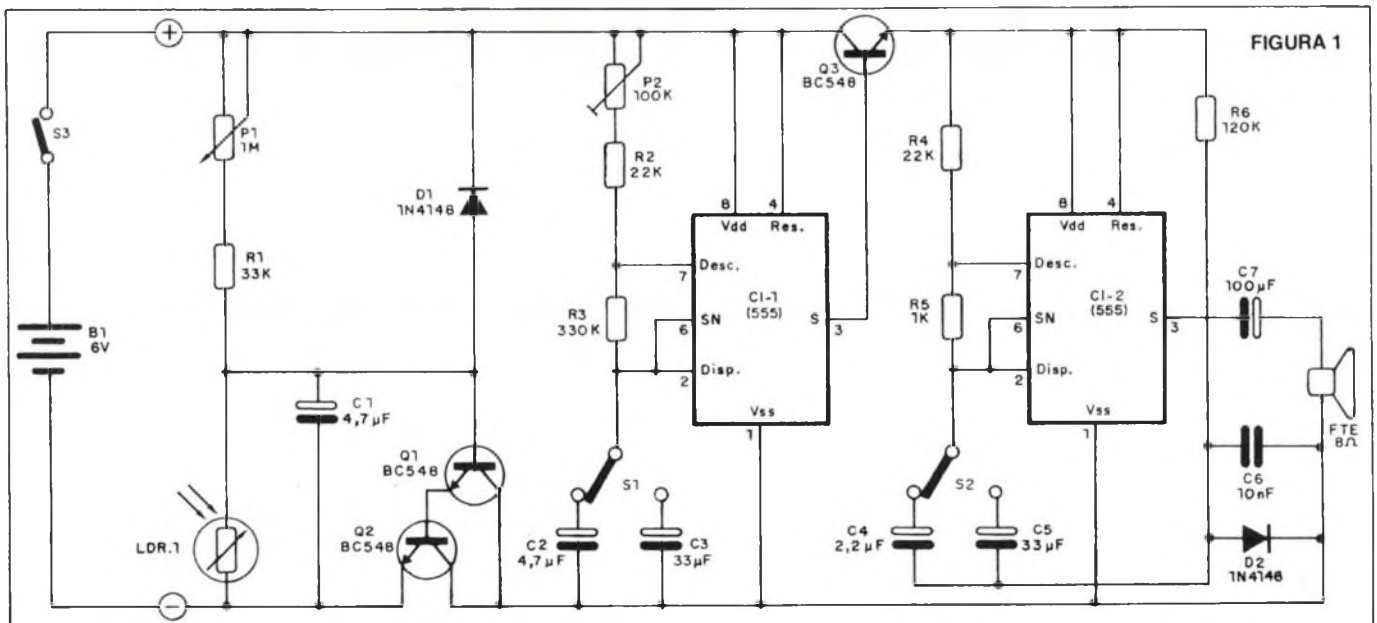 FIGURA 1
+
S3
B1
6V
P1
1M
R1
33K
LDR.1
C1
4,7µF
D1
1N4148
Q1
BC548
Q2
BC548
P2
100K
R2
22K
R3
330K
S1
C2
4,7µF
C3
33µF
8
Vdd
4
Res.
7
Desc.
6
SN
2
Disp.
CI-1
(555)
S
3
Vss
1
Q3
BC548
R4
22K
R5
1K
S2
C4
2,2µF
C5
33µF
8
Vdd
4
Res.
7
Desc.
6
SN
2
Disp.
CI-2
(555)
S
3
Vss
1
R6
120K
C7
100µF
FTE
8Ω
C6
10nF
D2
1N4148
−